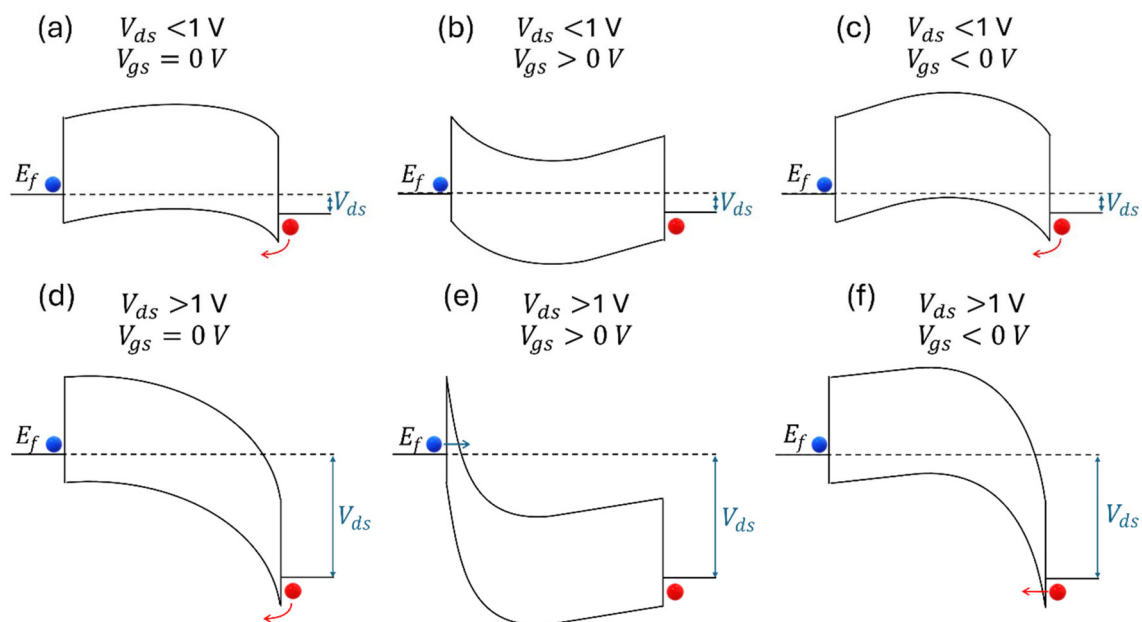 (a) V_ds <1 V
V_gs = 0 V
E_f
V_ds
(b) V_ds <1 V
V_gs > 0 V
E_f
V_ds
(c) V_ds <1 V
V_gs < 0 V
E_f
V_ds
(d) V_ds >1 V
V_gs = 0 V
E_f
V_ds
(e) V_ds >1 V
V_gs > 0 V
E_f
V_ds
(f) V_ds >1 V
V_gs < 0 V
E_f
V_ds